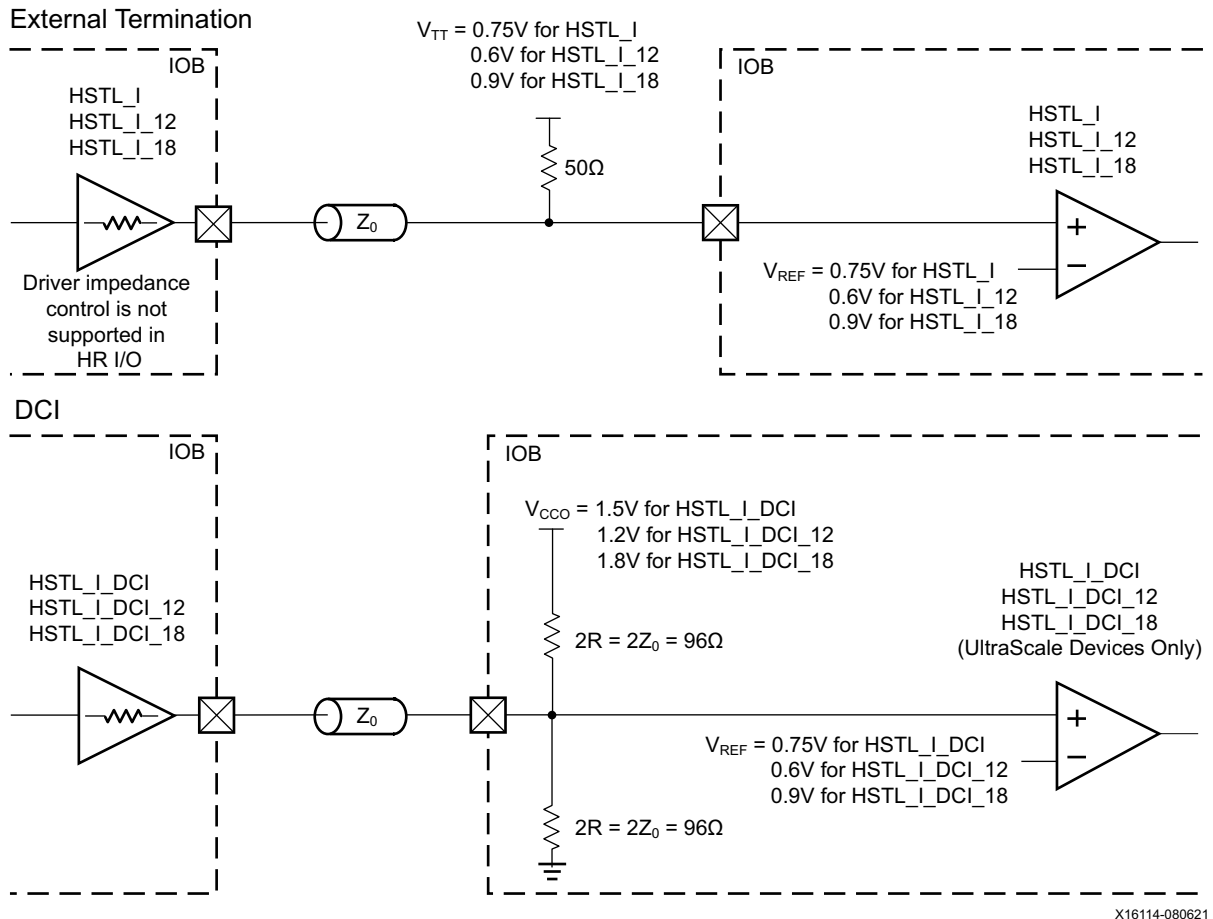 External Termination
V_TT = 0.75V for HSTL_I
0.6V for HSTL_I_12
0.9V for HSTL_I_18
IOB
IOB
HSTL_I
HSTL_I_12
HSTL_I_18
HSTL_I
HSTL_I_12
HSTL_I_18
50Ω
Z₀
+
−
V_REF = 0.75V for HSTL_I
0.6V for HSTL_I_12
0.9V for HSTL_I_18
Driver impedance
control is not
supported in
HR I/O
DCI
IOB
IOB
V_CCO = 1.5V for HSTL_I_DCI
1.2V for HSTL_I_DCI_12
1.8V for HSTL_I_DCI_18
HSTL_I_DCI
HSTL_I_DCI_12
HSTL_I_DCI_18
HSTL_I_DCI
HSTL_I_DCI_12
HSTL_I_DCI_18
(UltraScale Devices Only)
2R = 2Z₀ = 96Ω
Z₀
+
−
V_REF = 0.75V for HSTL_I_DCI
0.6V for HSTL_I_DCI_12
0.9V for HSTL_I_DCI_18
2R = 2Z₀ = 96Ω
X16114-080621